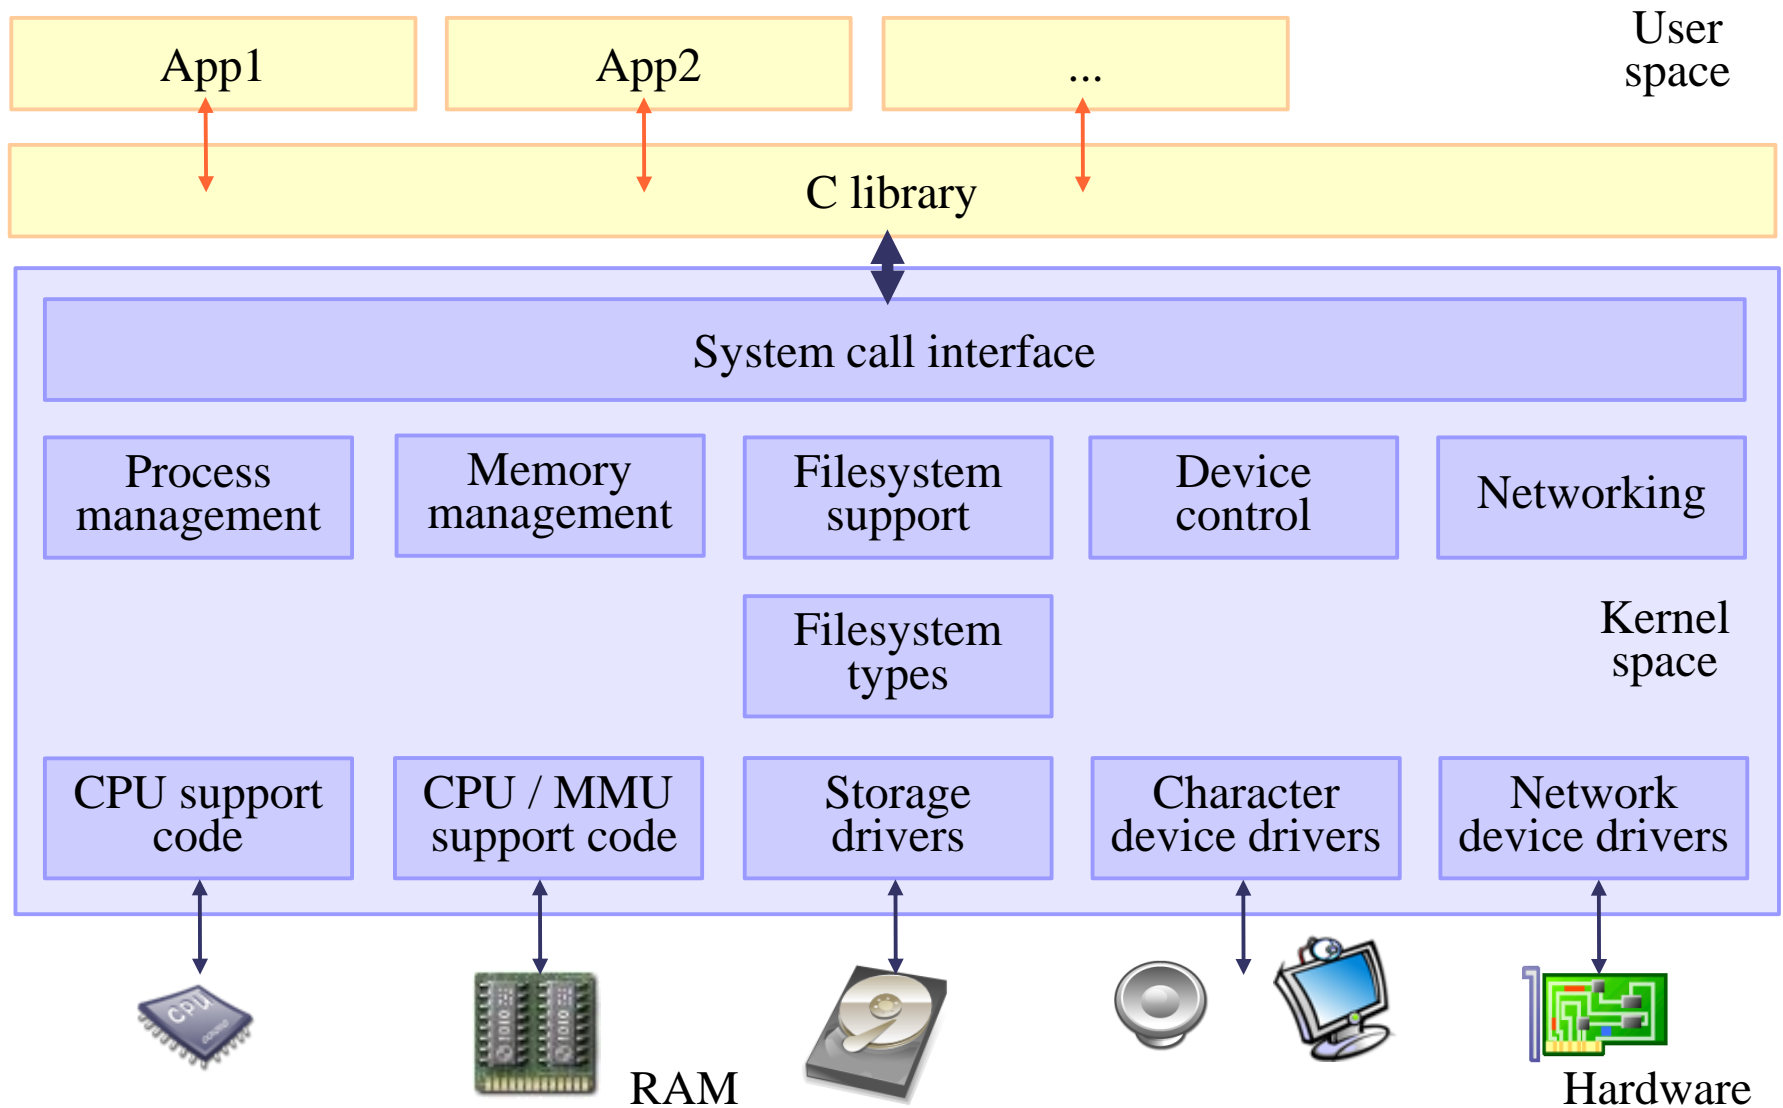 App1
App2
...
User
space
C library
System call interface
Process
management
Memory
management
Filesystem
support
Device
control
Networking
Filesystem
types
Kernel
space
CPU support
code
CPU / MMU
support code
Storage
drivers
Character
device drivers
Network
device drivers
CPU
RAM
Hardware